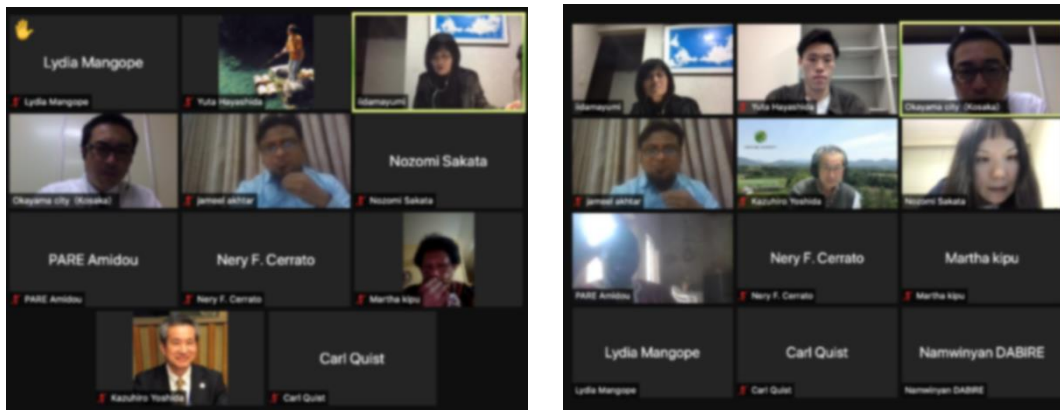 Lydia Mangope
Lydia Mangope
Yuta Hayashida
iidamayumi
Okayama city (Kosaka)
jameel akhtar
Nozomi Sakata
Nozomi Sakata
PARE Amidou
PARE Amidou
Nery F. Cerrato
Nery F. Cerrato
Martha kipu
Kazuhiro Yoshida
Carl Quist
Carl Quist
iidamayumi
Yuta Hayashida
Okayama city (Kosaka)
jameel akhtar
Kazuhiro Yoshida
Nozomi Sakata
PARE Amidou
Nery F. Cerrato
Nery F. Cerrato
Martha kipu
Martha kipu
Lydia Mangope
Lydia Mangope
Carl Quist
Carl Quist
Namwinyan DABIRE
Namwinyan DABIRE